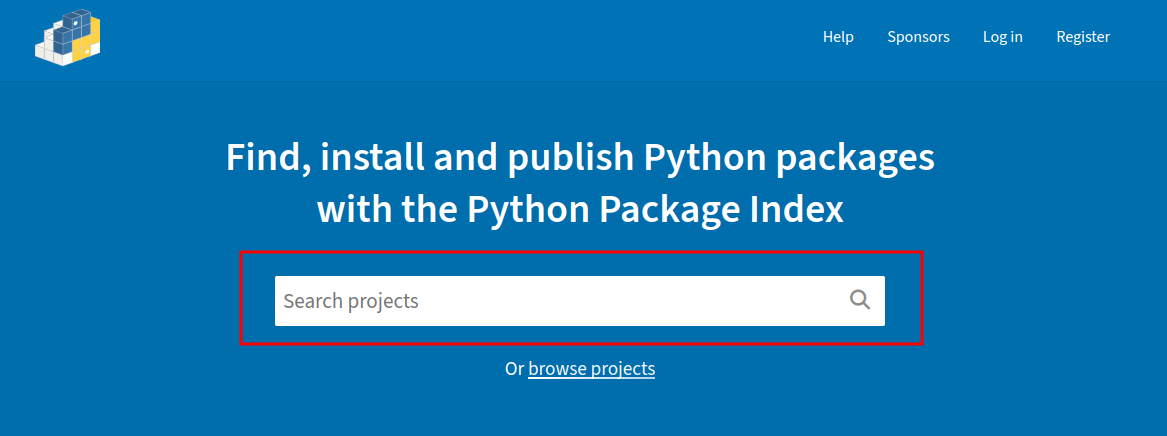 Help Sponsors Log in Register
Find, install and publish Python packages
with the Python Package Index
Search projects
Or browse projects